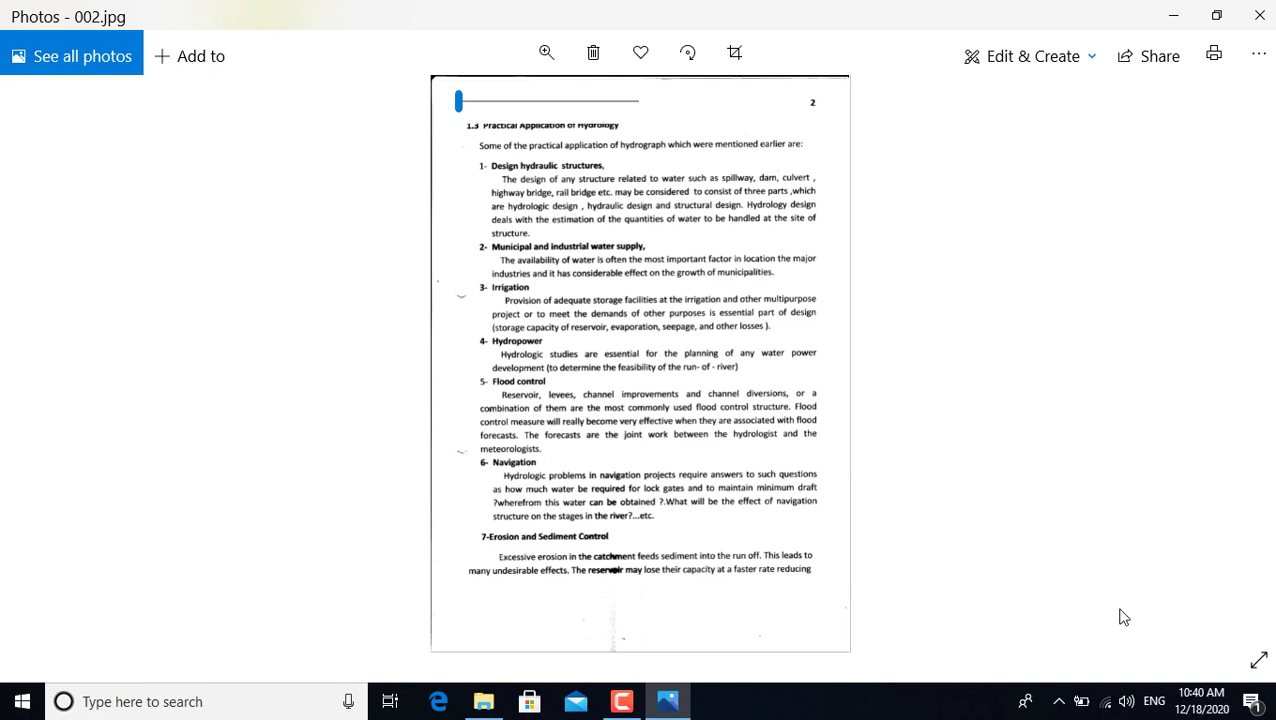 Photos - 002.jpg
See all photos
Add to
Edit & Create
Share
2
1.3 Practical Application of Hydrology
Some of the practical application of hydrograph which were mentioned earlier are:
1- Design hydraulic structures,
The design of any structure related to water such as spillway, dam, culvert ,
highway bridge, rail bridge etc. may be considered to consist of three parts ,which
are hydrologic design , hydraulic design and structural design. Hydrology design
deals with the estimation of the quantities of water to be handled at the site of
structure.
2- Municipal and industrial water supply,
The availability of water is often the most important factor in location the major
industries and it has considerable effect on the growth of municipalities.
3- Irrigation
Provision of adequate storage facilities at the irrigation and other multipurpose
project or to meet the demands of other purposes is essential part of design
(storage capacity of reservoir, evaporation, seepage, and other losses ).
4- Hydropower
Hydrologic studies are essential for the planning of any water power
development (to determine the feasibility of the run- of - river)
5- Flood control
Reservoir, levees, channel improvements and channel diversions, or a
combination of them are the most commonly used flood control structure. Flood
control measure will really become very effective when they are associated with flood
forecasts. The forecasts are the joint work between the hydrologist and the
meteorologists.
6- Navigation
Hydrologic problems in navigation projects require answers to such questions
as how much water be required for lock gates and to maintain minimum draft
?wherefrom this water can be obtained ?.What will be the effect of navigation
structure on the stages in the river?...etc.
7-Erosion and Sediment Control
Excessive erosion in the catchment feeds sediment into the run off. This leads to
many undesirable effects. The reservoir may lose their capacity at a faster rate reducing
Type here to search
ENG
10:40 AM
12/18/2020
1